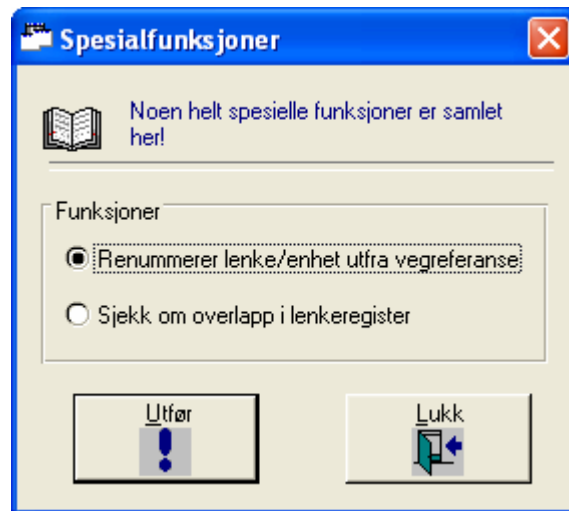 Spesialfunksjoner
Noen helt spesielle funksjoner er samlet
her!
Funksjoner
Renummerer lenke/enhet utfra vegreferanse
Sjekk om overlapp i lenkeregister
Utfør
Lukk